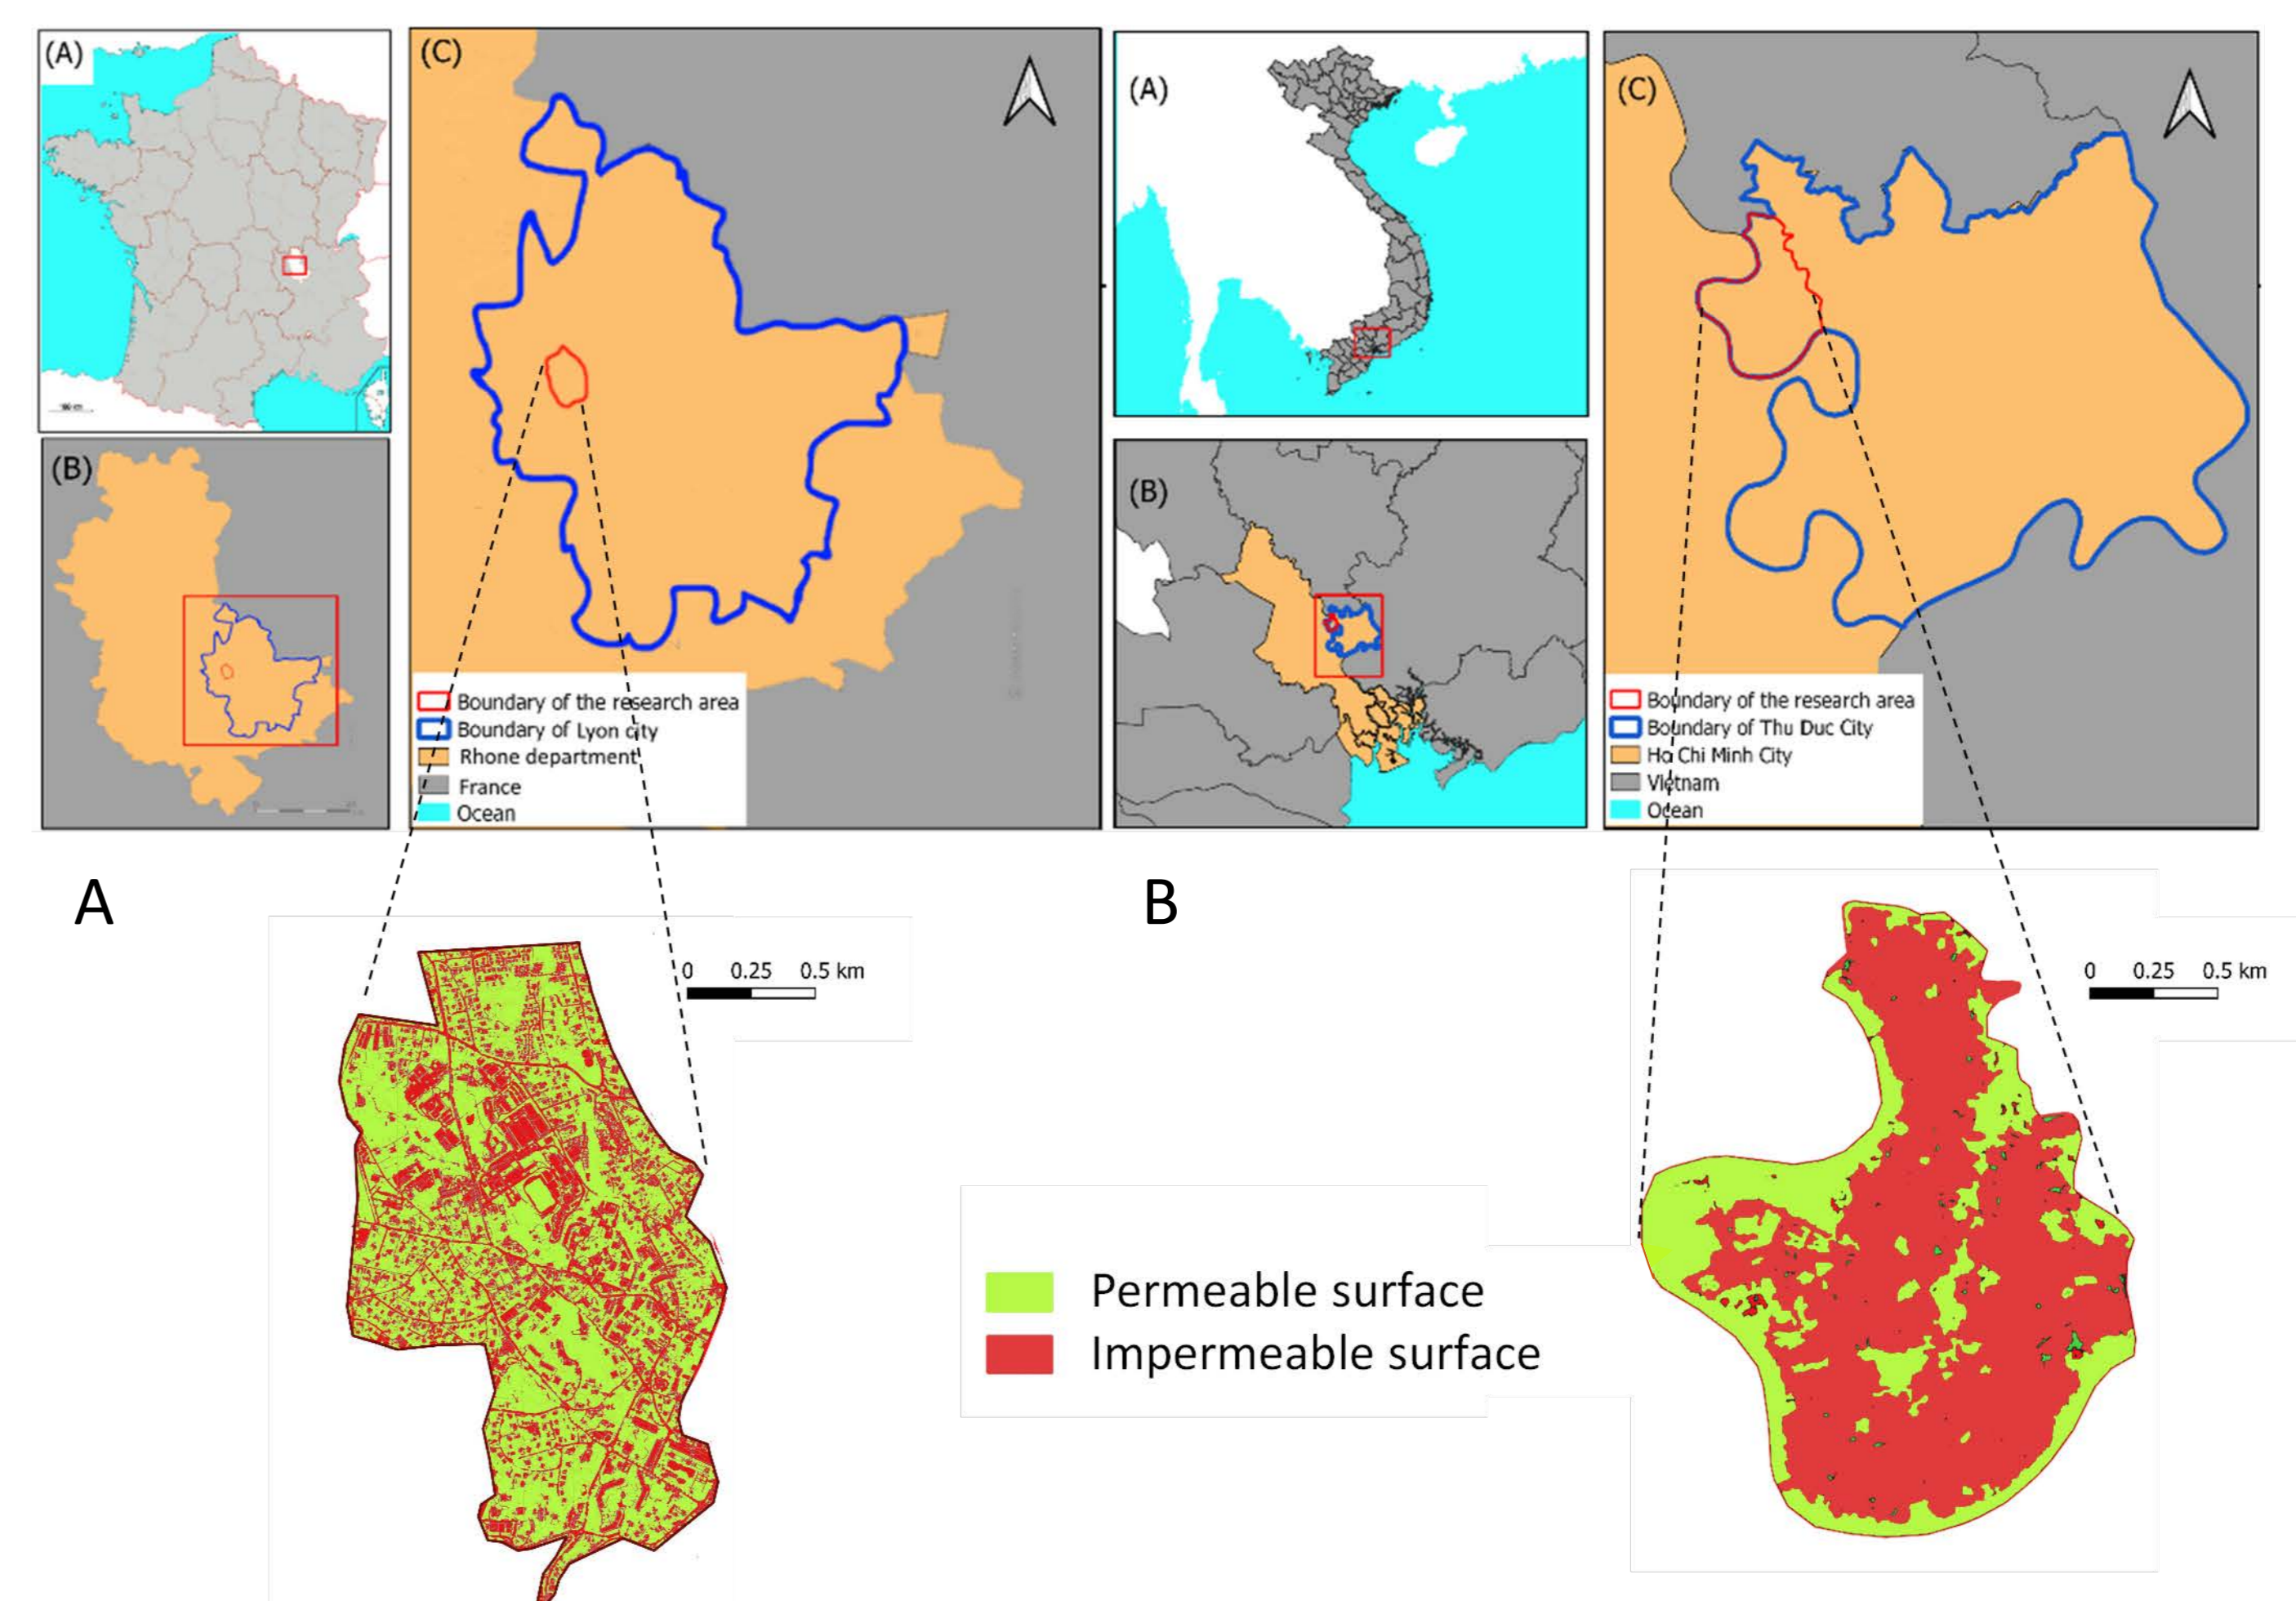 (A)
(B)
(C)
Boundary of the research area
Boundary of Lyon city
Rhone department
France
Ocean
(A)
(B)
(C)
Boundary of the research area
Boundary of Thu Duc City
Ho Chi Minh City
Vietnam
Ocean
A
0 0.25 0.5 km
B
0 0.25 0.5 km
Permeable surface
Impermeable surface